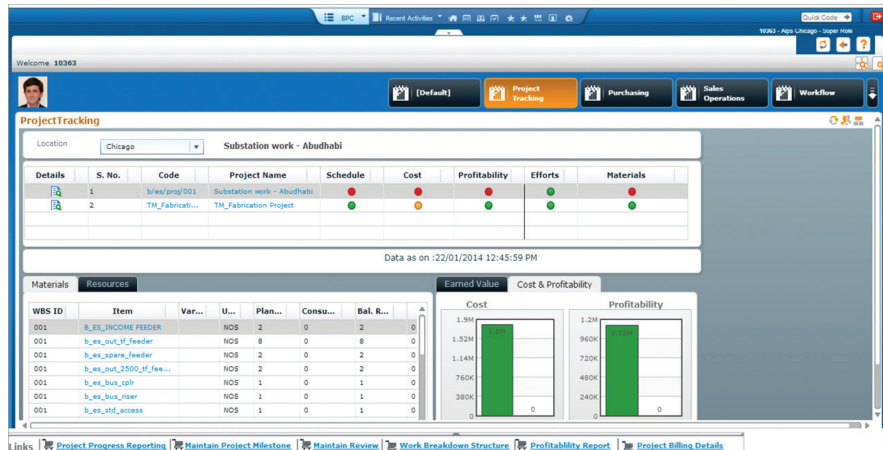 BPC Recent Activities Quick Code
10363 - Alps Chicago - Super Role
Welcome 10363
[Default] Project Tracking Purchasing Sales Operations Workflow
ProjectTracking
Location Chicago Substation work - Abudhabi
Details S. No. Code Project Name Schedule Cost Profitability Efforts Materials
1 b/es/proj/001 Substation work - Abudhabi
2 TM_Fabricati... TM_Fabrication Project
Data as on :22/01/2014 12:45:59 PM
Materials Resources Earned Value Cost & Profitability
WBS ID Item Var... U... Plan... Consu... Bal. R...
001 B_ES_INCOME FEEDER NOS 2 0 2 0
001 b_es_out_tf_feeder NOS 8 0 8 0
001 b_es_spare_feeder NOS 2 0 2 0
001 b_es_out_2500_tf_fee... NOS 2 0 2 0
001 b_es_bus_cplr NOS 1 0 1 0
001 b_es_bus_riser NOS 1 0 1 0
001 b_es_std_access NOS 1 0 1 0
Cost
1.9M
1.52M
1.14M
760K
380K
0
0
Profitability
1.2M
960K
720K
480K
240K
0
0
Links Project Progress Reporting Maintain Project Milestone Maintain Review Work Breakdown Structure Profitablility Report Project Billing Details